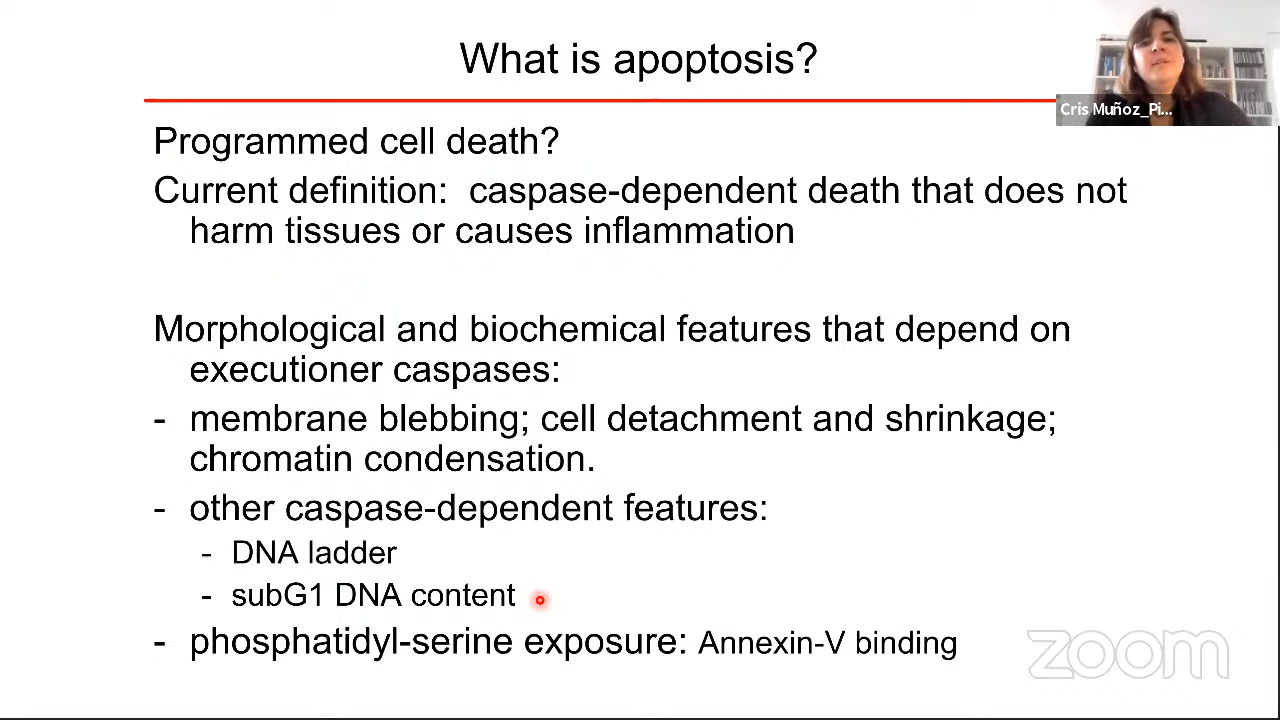 What is apoptosis?
Cris Muñoz_Pi...
Programmed cell death?
Current definition:  caspase-dependent death that does not
harm tissues or causes inflammation
Morphological and biochemical features that depend on
executioner caspases:
- membrane blebbing; cell detachment and shrinkage;
chromatin condensation.
- other caspase-dependent features:
- DNA ladder
- subG1 DNA content
- phosphatidyl-serine exposure: Annexin-V binding
zoom